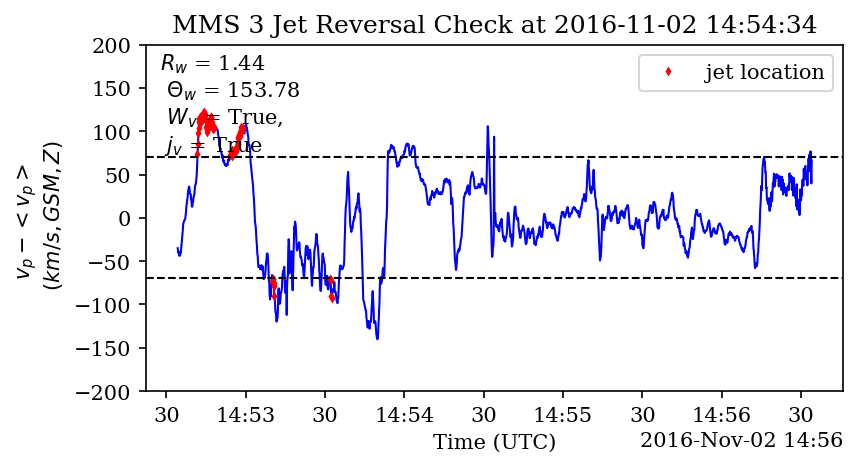 MMS 3 Jet Reversal Check at 2016-11-02 14:54:34
R_w = 1.44
Θ_w = 153.78
W_v = True,
j_v = True
jet location
v_p − <v_p>
(km/s, GSM, Z)
200
150
100
50
0
−50
−100
−150
−200
30 14:53 30 14:54 30 14:55 30 14:56 30
Time (UTC)
2016-Nov-02 14:56